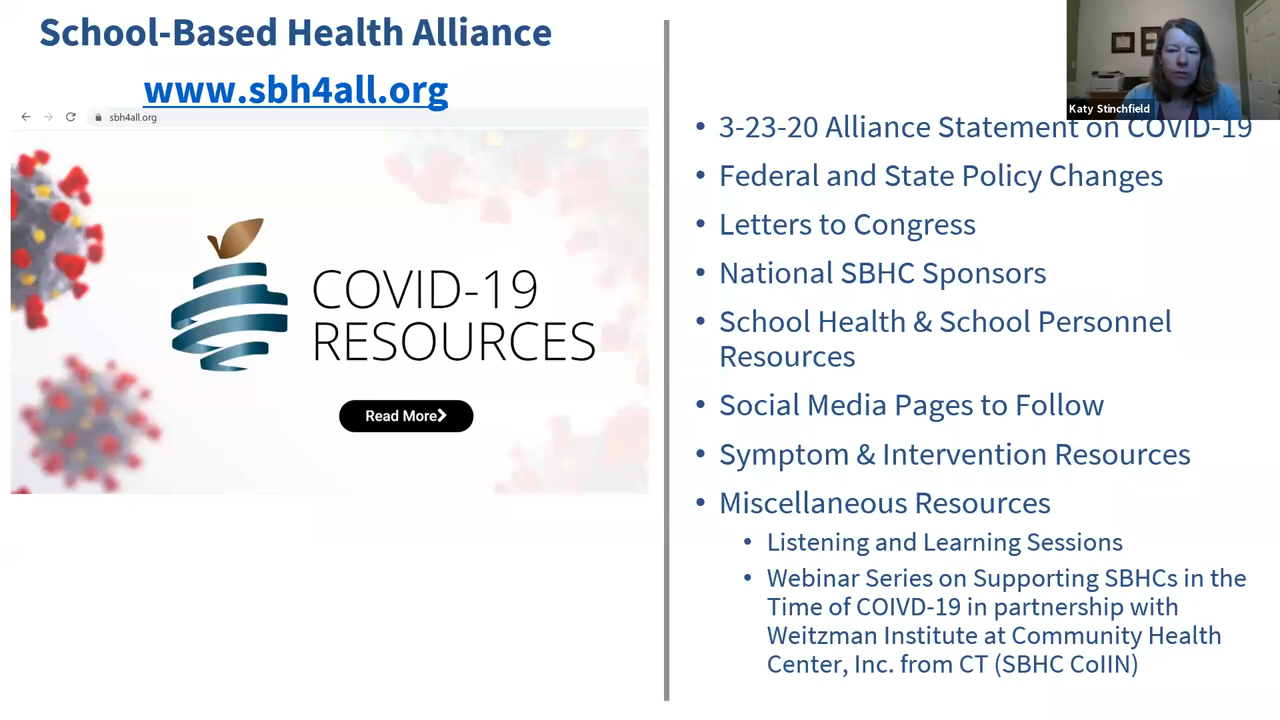 School-Based Health Alliance
www.sbh4all.org
sbh4all.org
COVID-19
RESOURCES
Read More
Katy Stinchfield
• 3-23-20 Alliance Statement on COVID-19
• Federal and State Policy Changes
• Letters to Congress
• National SBHC Sponsors
• School Health & School Personnel
Resources
• Social Media Pages to Follow
• Symptom & Intervention Resources
• Miscellaneous Resources
• Listening and Learning Sessions
• Webinar Series on Supporting SBHCs in the
Time of COIVD-19 in partnership with
Weitzman Institute at Community Health
Center, Inc. from CT (SBHC CoIIN)